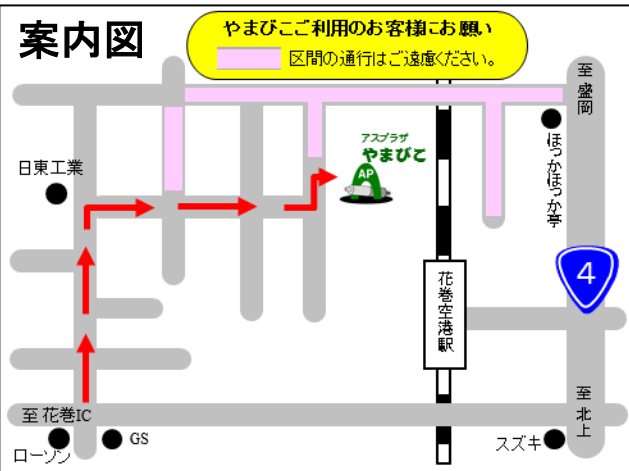 案内図
やまびこご利用のお客様にお願い
区間の通行はご遠慮ください。
至盛岡
ほっかほっか亭
アスプラザ
やまびこ
AP
日東工業
4
花巻空港駅
至花巻IC
至北上
ローソン
GS
スズキ